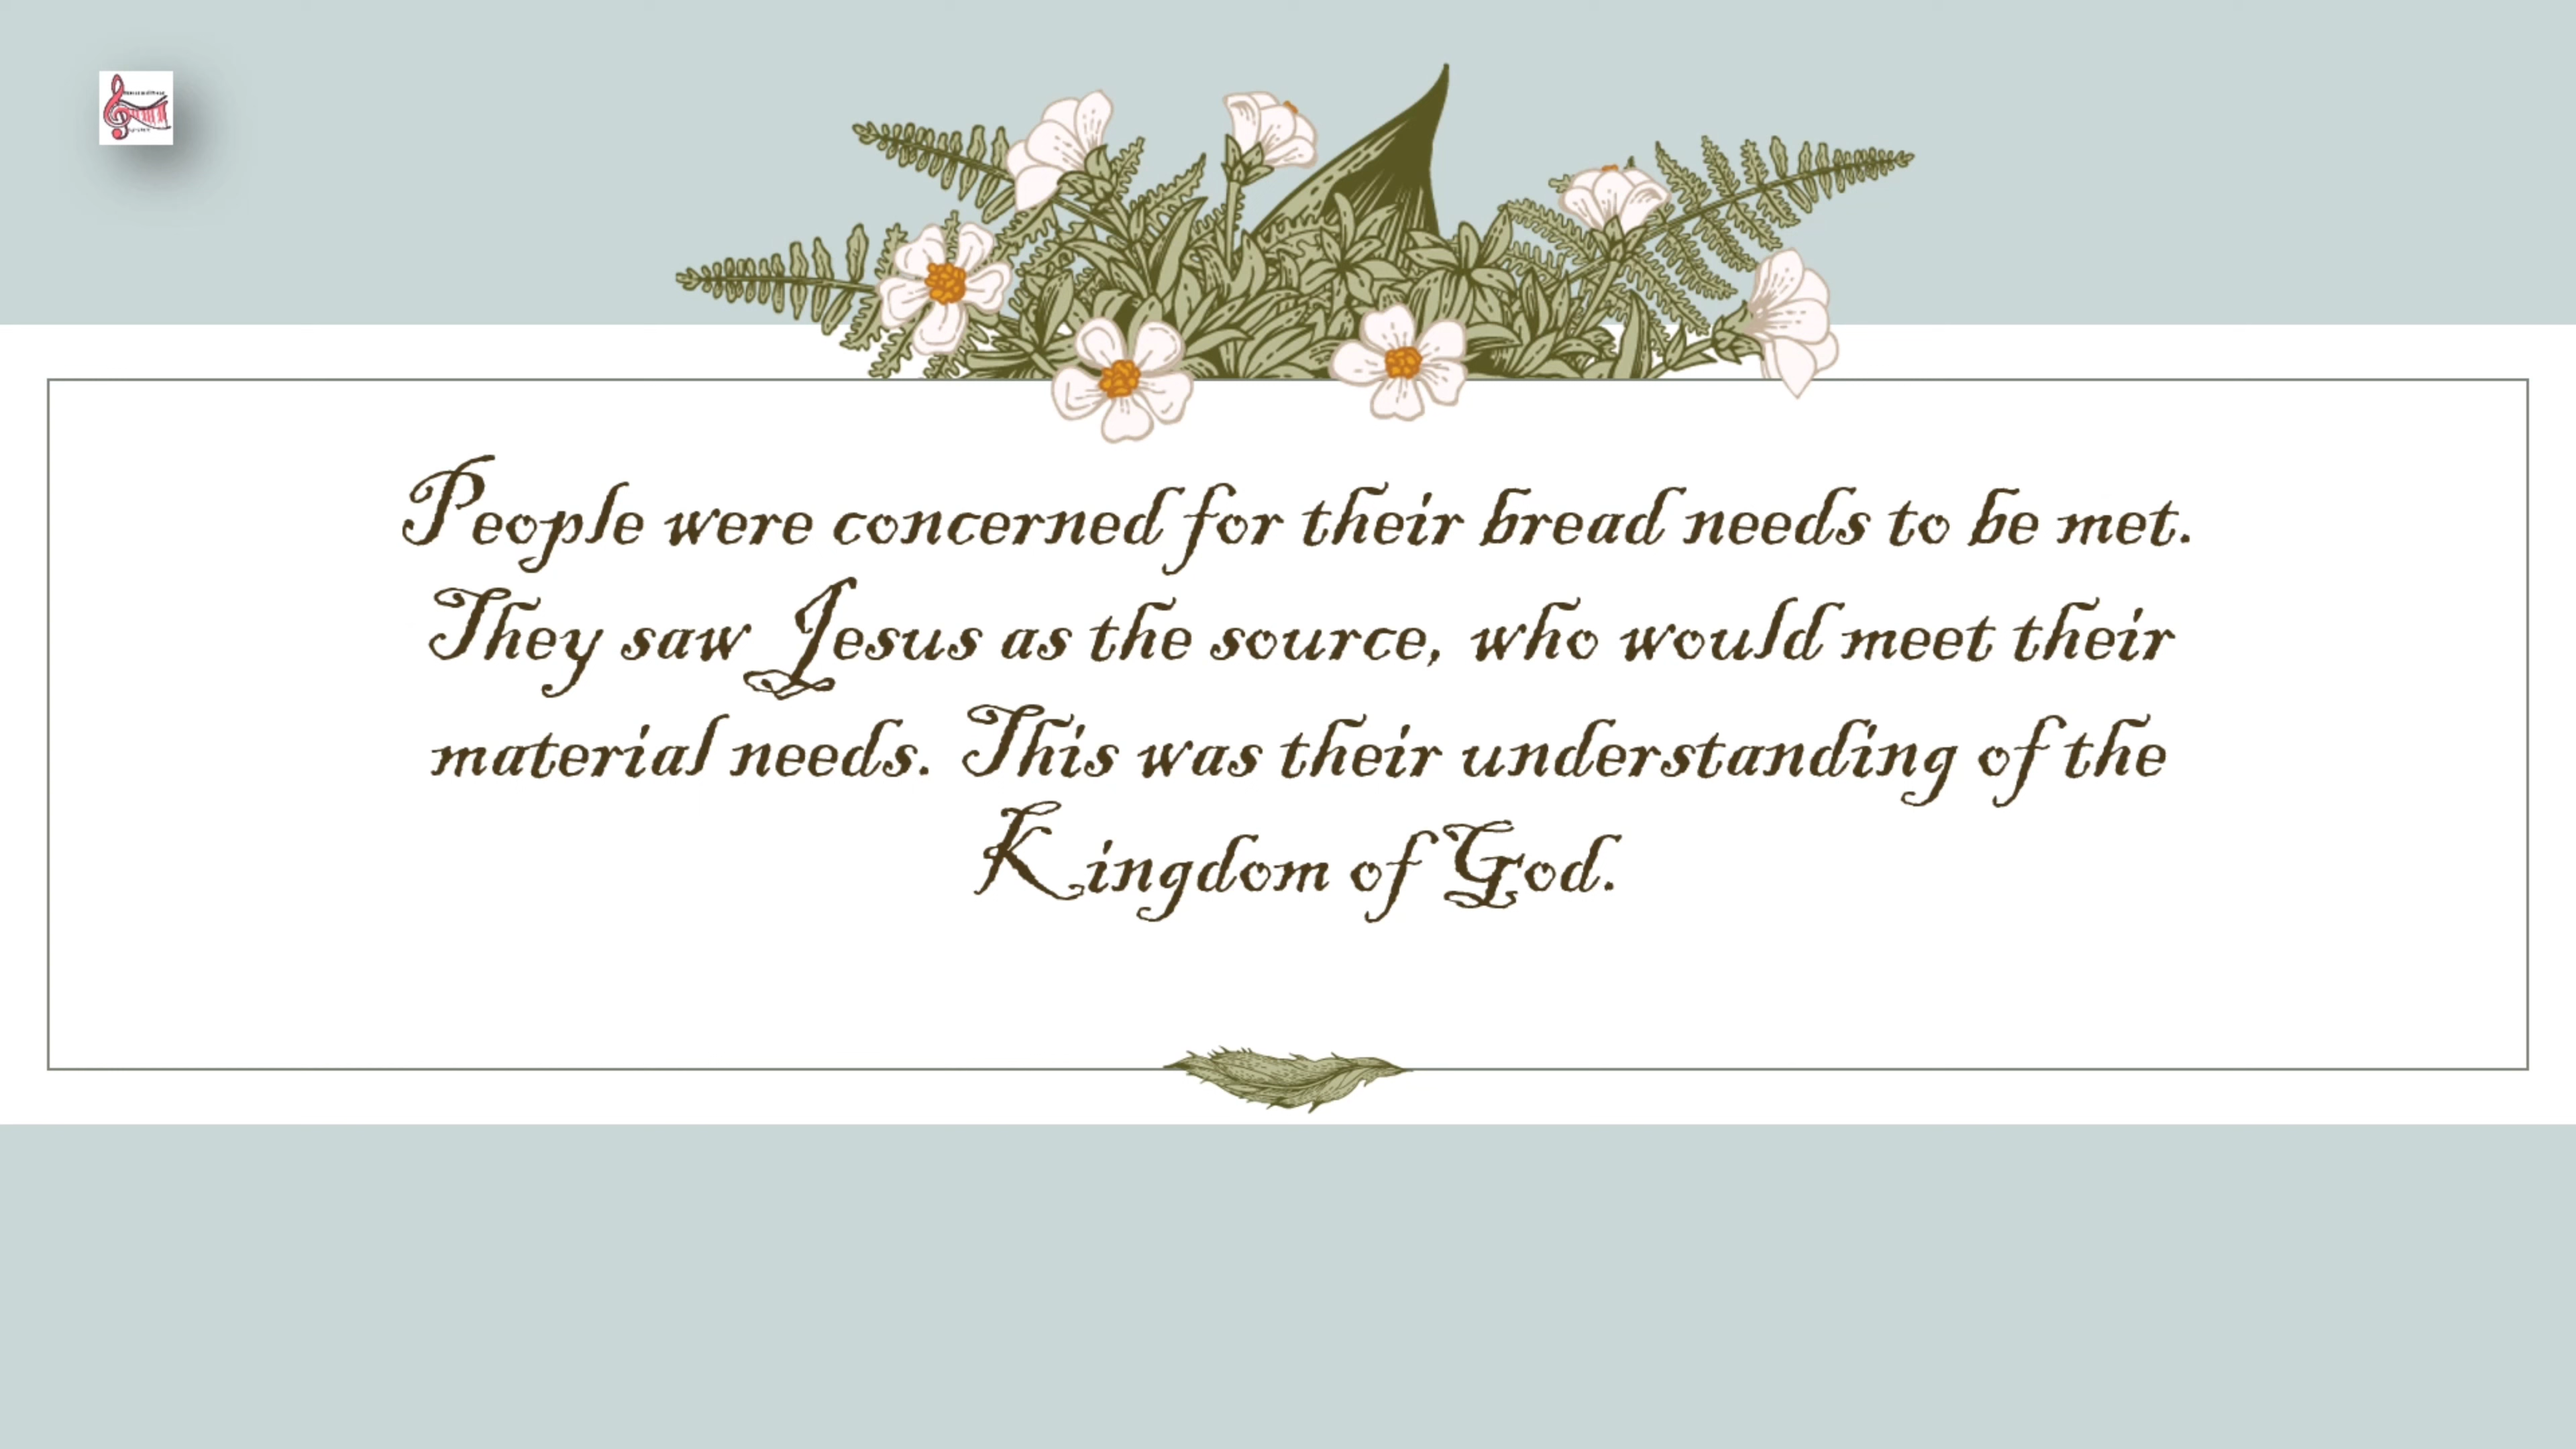 People were concerned for their bread needs to be met.
They saw Jesus as the source, who would meet their
material needs. This was their understanding of the
Kingdom of God.